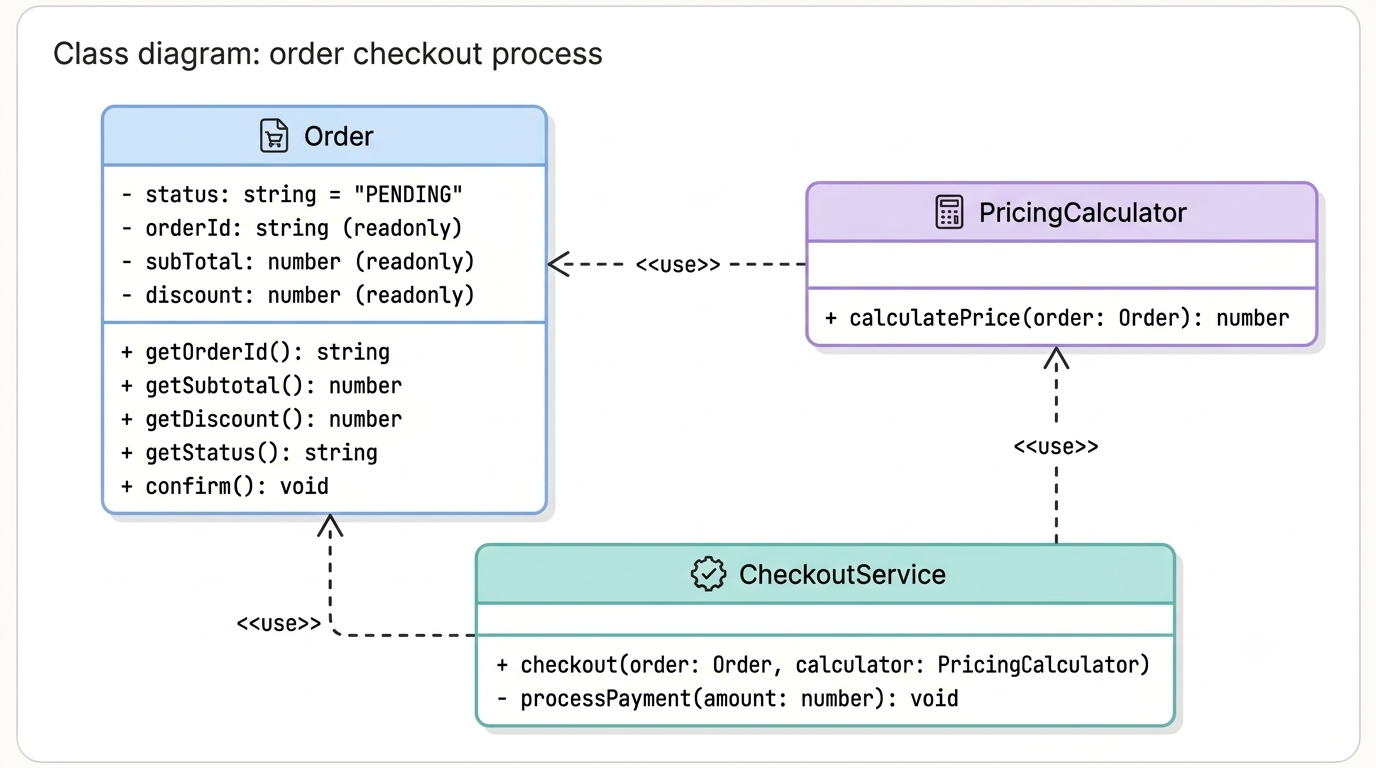 Class diagram: order checkout process
Order
- status: string = "PENDING"
- orderId: string (readonly)
- subTotal: number (readonly)
- discount: number (readonly)
+ getOrderId(): string
+ getSubtotal(): number
+ getDiscount(): number
+ getStatus(): string
+ confirm(): void
<<use>>
PricingCalculator
+ calculatePrice(order: Order): number
<<use>>
<<use>>
CheckoutService
+ checkout(order: Order, calculator: PricingCalculator)
- processPayment(amount: number): void